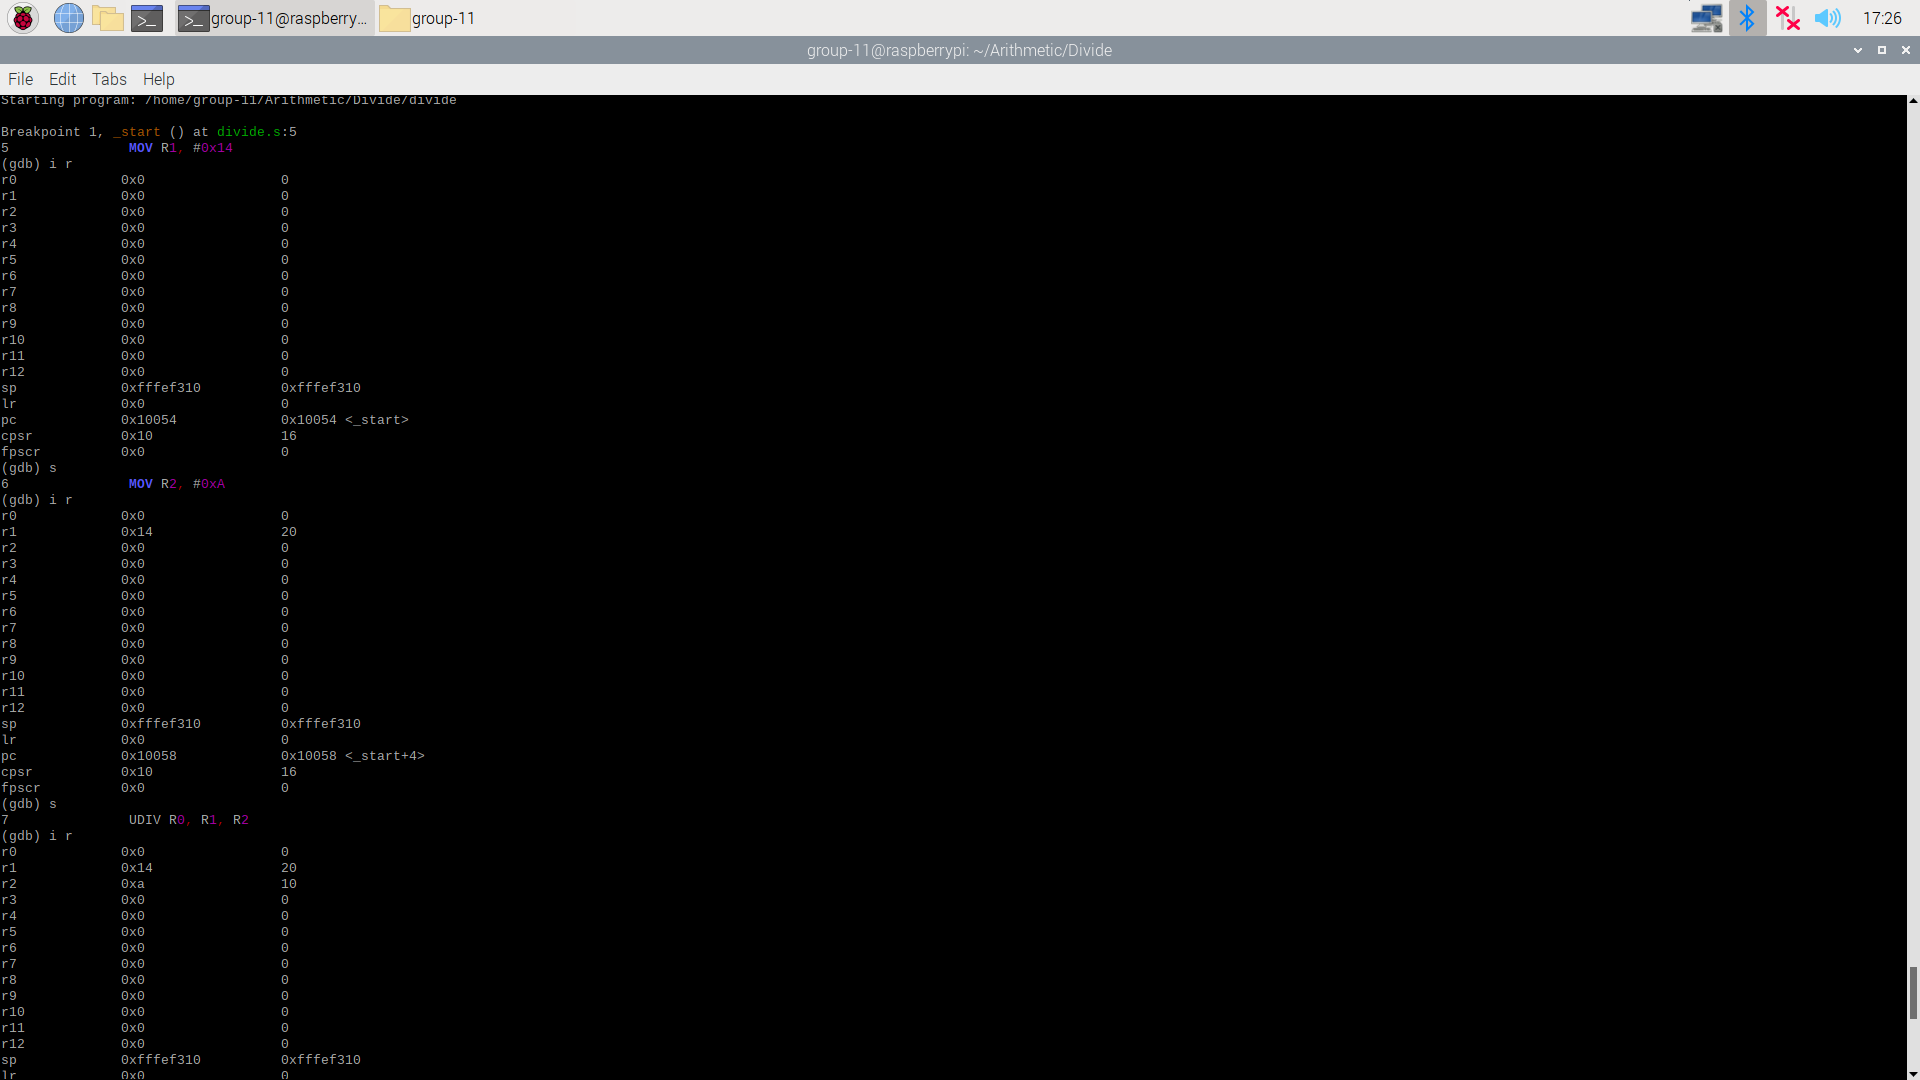 group-11@raspberry... group-11 17:26
group-11@raspberrypi: ~/Arithmetic/Divide
File Edit Tabs Help
Starting program: /home/group-11/Arithmetic/Divide/divide
Breakpoint 1, _start () at divide.s:5
5 MOV R1, #0x14
(gdb) i r
r0 0x0 0
r1 0x0 0
r2 0x0 0
r3 0x0 0
r4 0x0 0
r5 0x0 0
r6 0x0 0
r7 0x0 0
r8 0x0 0
r9 0x0 0
r10 0x0 0
r11 0x0 0
r12 0x0 0
sp 0xfffef310 0xfffef310
lr 0x0 0
pc 0x10054 0x10054 <_start>
cpsr 0x10 16
fpscr 0x0 0
(gdb) s
6 MOV R2, #0xA
(gdb) i r
r0 0x0 0
r1 0x14 20
r2 0x0 0
r3 0x0 0
r4 0x0 0
r5 0x0 0
r6 0x0 0
r7 0x0 0
r8 0x0 0
r9 0x0 0
r10 0x0 0
r11 0x0 0
r12 0x0 0
sp 0xfffef310 0xfffef310
lr 0x0 0
pc 0x10058 0x10058 <_start+4>
cpsr 0x10 16
fpscr 0x0 0
(gdb) s
7 UDIV R0, R1, R2
(gdb) i r
r0 0x0 0
r1 0x14 20
r2 0xa 10
r3 0x0 0
r4 0x0 0
r5 0x0 0
r6 0x0 0
r7 0x0 0
r8 0x0 0
r9 0x0 0
r10 0x0 0
r11 0x0 0
r12 0x0 0
sp 0xfffef310 0xfffef310
lr 0x0 0